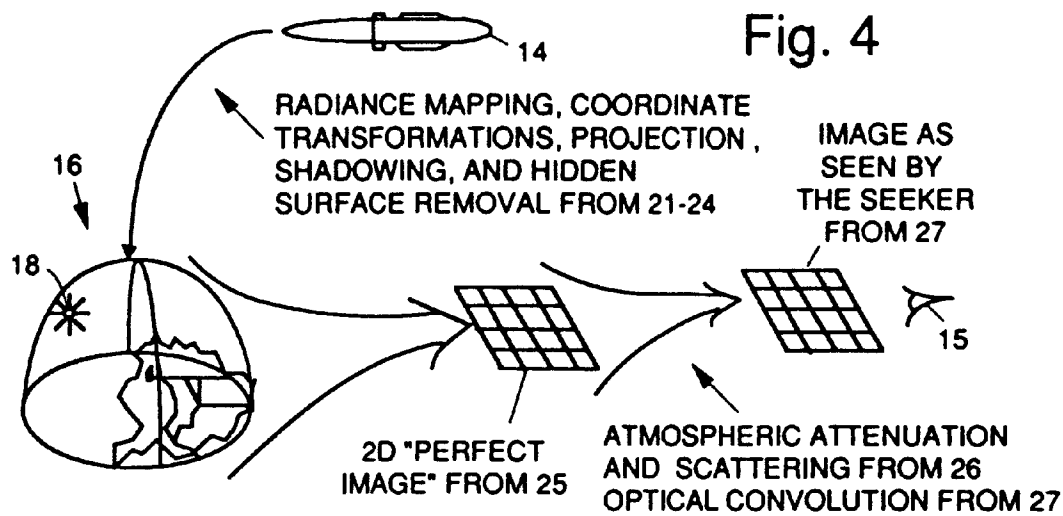 Fig. 4
14
RADIANCE MAPPING, COORDINATE
TRANSFORMATIONS, PROJECTION ,
SHADOWING, AND HIDDEN
SURFACE REMOVAL FROM 21-24
IMAGE AS
SEEN BY
THE SEEKER
FROM 27
16
18
15
2D "PERFECT
IMAGE" FROM 25
ATMOSPHERIC ATTENUATION
AND SCATTERING FROM 26
OPTICAL CONVOLUTION FROM 27